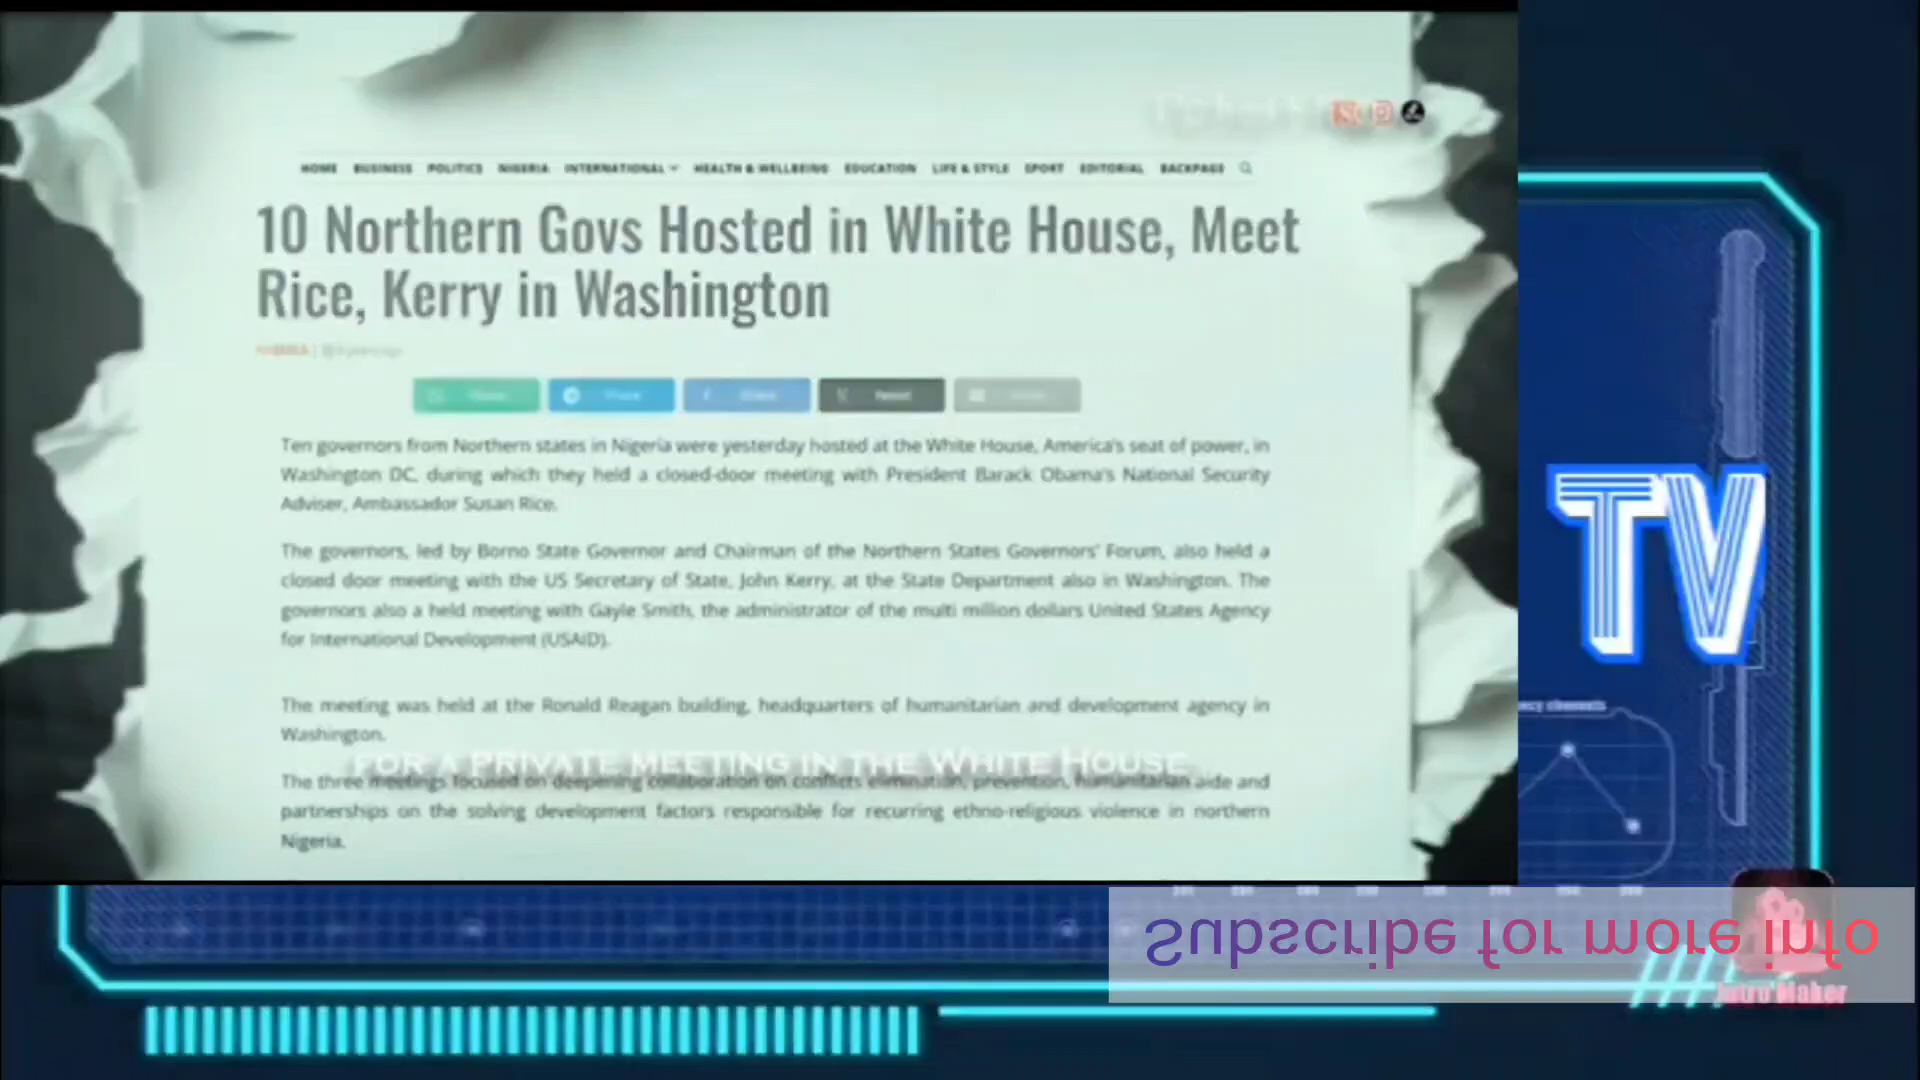 HOME BUSINESS POLITICS NIGERIA INTERNATIONAL HEALTH & WELLBEING EDUCATION LIFE & STYLE SPORT EDITORIAL BACKPAGE
10 Northern Govs Hosted in White House, Meet
Rice, Kerry in Washington
Ten governors from Northern states in Nigeria were yesterday hosted at the White House, America's seat of power, in
Washington DC, during which they held a closed-door meeting with President Barack Obama's National Security
Adviser, Ambassador Susan Rice.
The governors, led by Borno State Governor and Chairman of the Northern States Governors' Forum, also held a
closed door meeting with the US Secretary of State, John Kerry, at the State Department also in Washington. The
governors also a held meeting with Gayle Smith, the administrator of the multi million dollars United States Agency
for International Development (USAID).
The meeting was held at the Ronald Reagan building, headquarters of humanitarian and development agency in
Washington.
FOR A PRIVATE MEETING IN THE WHITE HOUSE
The three meetings focused on deepening collaboration on conflicts elimination, prevention, humanitarian aide and
partnerships on the solving development factors responsible for recurring ethno-religious violence in northern
Nigeria.
TV
Subscribe for more info
Intro Maker